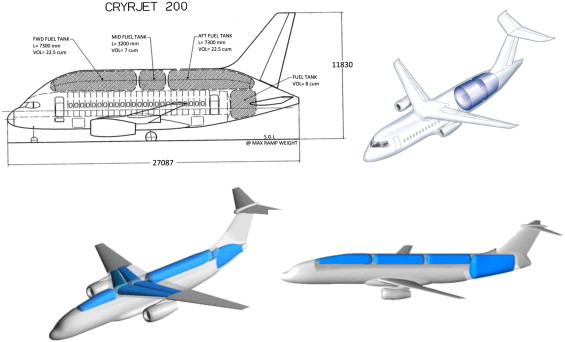 CRYRJET 200
FWD FUEL TANK
L= 7300 mm
VOL= 22.5 cum
MID FUEL TANK
L= 3200 mm
VOL= 7 cum
AFT FUEL TANK
L= 7300 mm
VOL= 22.5 cum
FUEL TANK
VOL= 8 cum
11830
S.G.L
@ MAX RAMP WEIGHT
27087